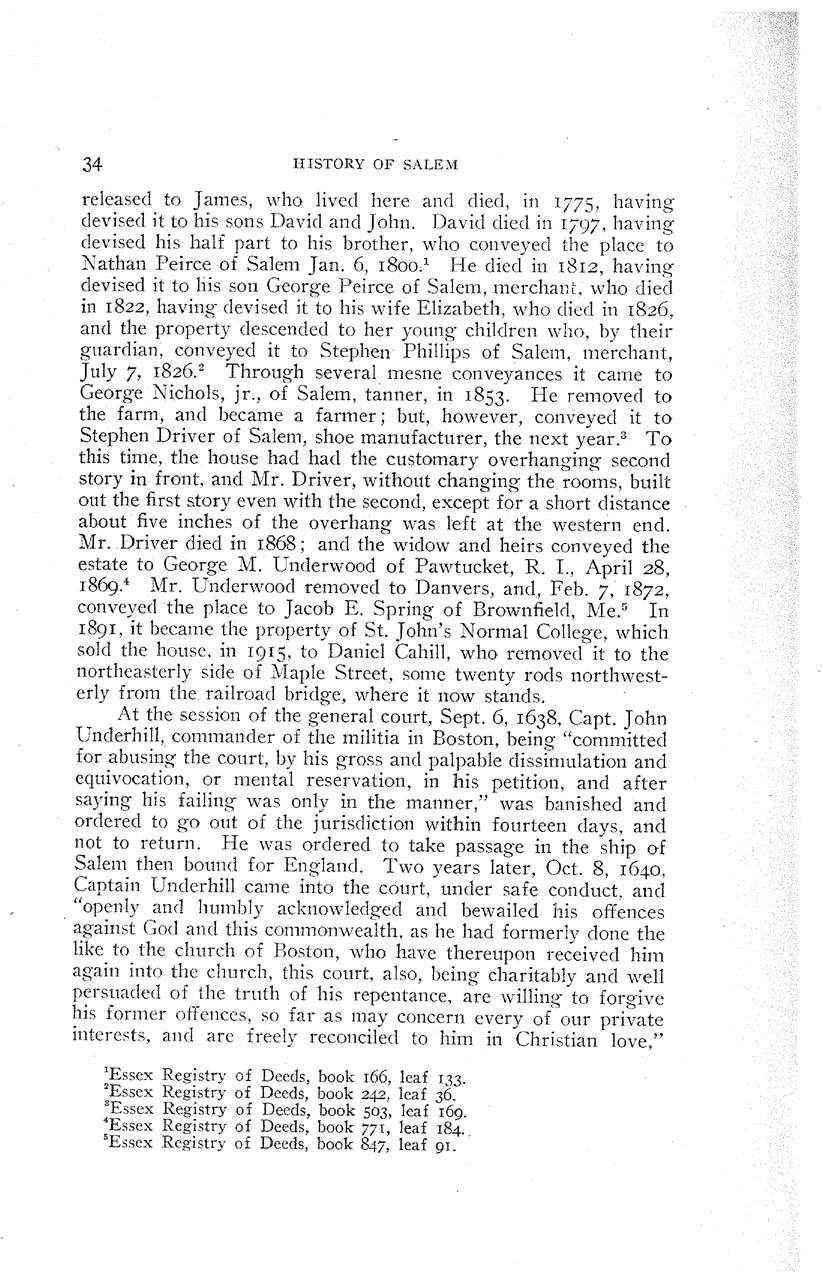 34 HISTORY OF SALEM
released to James, who lived here and died, in 1775, having
devised it to his sons David and John. David died in 1797, having
devised his half part to his brother, who conveyed the place to
Nathan Peirce of Salem Jan. 6, 1800.¹ He died in 1812, having
devised it to his son George Peirce of Salem, merchant, who died
in 1822, having devised it to his wife Elizabeth, who died in 1826,
and the property descended to her young children who, by their
guardian, conveyed it to Stephen Phillips of Salem, merchant,
July 7, 1826.² Through several mesne conveyances it came to
George Nichols, jr., of Salem, tanner, in 1853. He removed to
the farm, and became a farmer; but, however, conveyed it to
Stephen Driver of Salem, shoe manufacturer, the next year.³ To
this time, the house had had the customary overhanging second
story in front, and Mr. Driver, without changing the rooms, built
out the first story even with the second, except for a short distance
about five inches of the overhang was left at the western end.
Mr. Driver died in 1868; and the widow and heirs conveyed the
estate to George M. Underwood of Pawtucket, R. I., April 28,
1869.⁴ Mr. Underwood removed to Danvers, and, Feb. 7, 1872,
conveyed the place to Jacob E. Spring of Brownfield, Me.⁵ In
1891, it became the property of St. John's Normal College, which
sold the house, in 1915, to Daniel Cahill, who removed it to the
northeasterly side of Maple Street, some twenty rods northwest-
erly from the railroad bridge, where it now stands.
At the session of the general court, Sept. 6, 1638, Capt. John
Underhill, commander of the militia in Boston, being "committed
for abusing the court, by his gross and palpable dissimulation and
equivocation, or mental reservation, in his petition, and after
saying his failing was only in the manner," was banished and
ordered to go out of the jurisdiction within fourteen days, and
not to return. He was ordered to take passage in the ship of
Salem then bound for England. Two years later, Oct. 8, 1640,
Captain Underhill came into the court, under safe conduct, and
"openly and humbly acknowledged and bewailed his offences
against God and this commonwealth, as he had formerly done the
like to the church of Boston, who have thereupon received him
again into the church, this court, also, being charitably and well
persuaded of the truth of his repentance, are willing to forgive
his former offences, so far as may concern every of our private
interests, and are freely reconciled to him in Christian love,"
¹Essex Registry of Deeds, book 166, leaf 133.
²Essex Registry of Deeds, book 242, leaf 36.
³Essex Registry of Deeds, book 503, leaf 169.
⁴Essex Registry of Deeds, book 771, leaf 184.
⁵Essex Registry of Deeds, book 847, leaf 91.